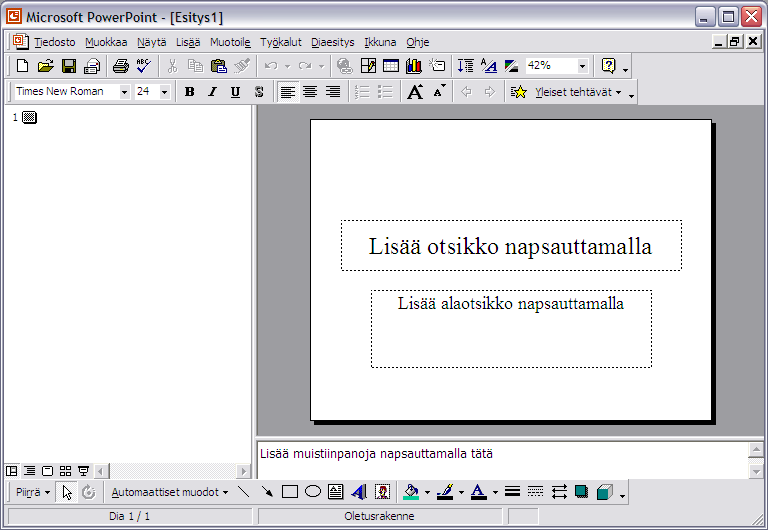 Microsoft PowerPoint - [Esitys1]
Tiedosto Muokkaa Näytä Lisää Muotoile Työkalut Diaesitys Ikkuna Ohje
ABC 42% ?
Times New Roman 24 B I U S A A Yleiset tehtävät
1
Lisää otsikko napsauttamalla
Lisää alaotsikko napsauttamalla
Lisää muistiinpanoja napsauttamalla tätä
Piirrä Automaattiset muodot A A
Dia 1 / 1 Oletusrakenne